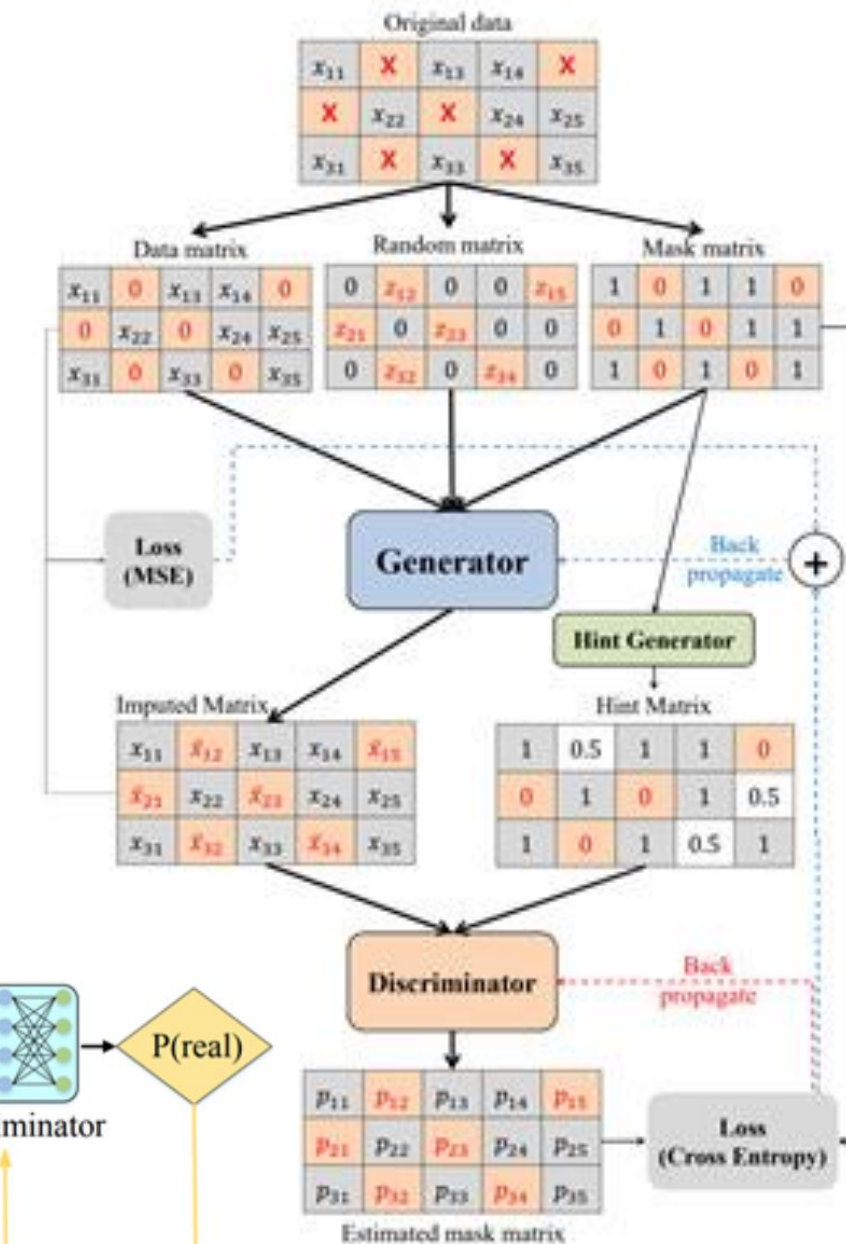 Original data
x₁₁ X x₁₃ x₁₄ X
X x₂₂ X x₂₄ x₂₅
x₃₁ X x₃₃ X x₃₅
Data matrix
x₁₁ 0 x₁₃ x₁₄ 0
0 x₂₂ 0 x₂₄ x₂₅
x₃₁ 0 x₃₃ 0 x₃₅
Random matrix
0 z₁₂ 0 0 z₁₅
z₂₁ 0 z₂₃ 0 0
0 z₃₂ 0 z₃₄ 0
Mask matrix
1 0 1 1 0
0 1 0 1 1
1 0 1 0 1
Loss
(MSE)
Generator
Back
propagate
+
Hint Generator
Imputed Matrix
x₁₁ x̄₁₂ x₁₃ x₁₄ x̄₁₅
x̄₂₁ x₂₂ x̄₂₃ x₂₄ x₂₅
x₃₁ x̄₃₂ x₃₃ x̄₃₄ x₃₅
Hint Matrix
1 0.5 1 1 0
0 1 0 1 0.5
1 0 1 0.5 1
Discriminator
Back
propagate
P(real)
iminator
p₁₁ p₁₂ p₁₃ p₁₄ p₁₅
p₂₁ p₂₂ p₂₃ p₂₄ p₂₅
p₃₁ p₃₂ p₃₃ p₃₄ p₃₅
Estimated mask matrix
Loss
(Cross Entropy)